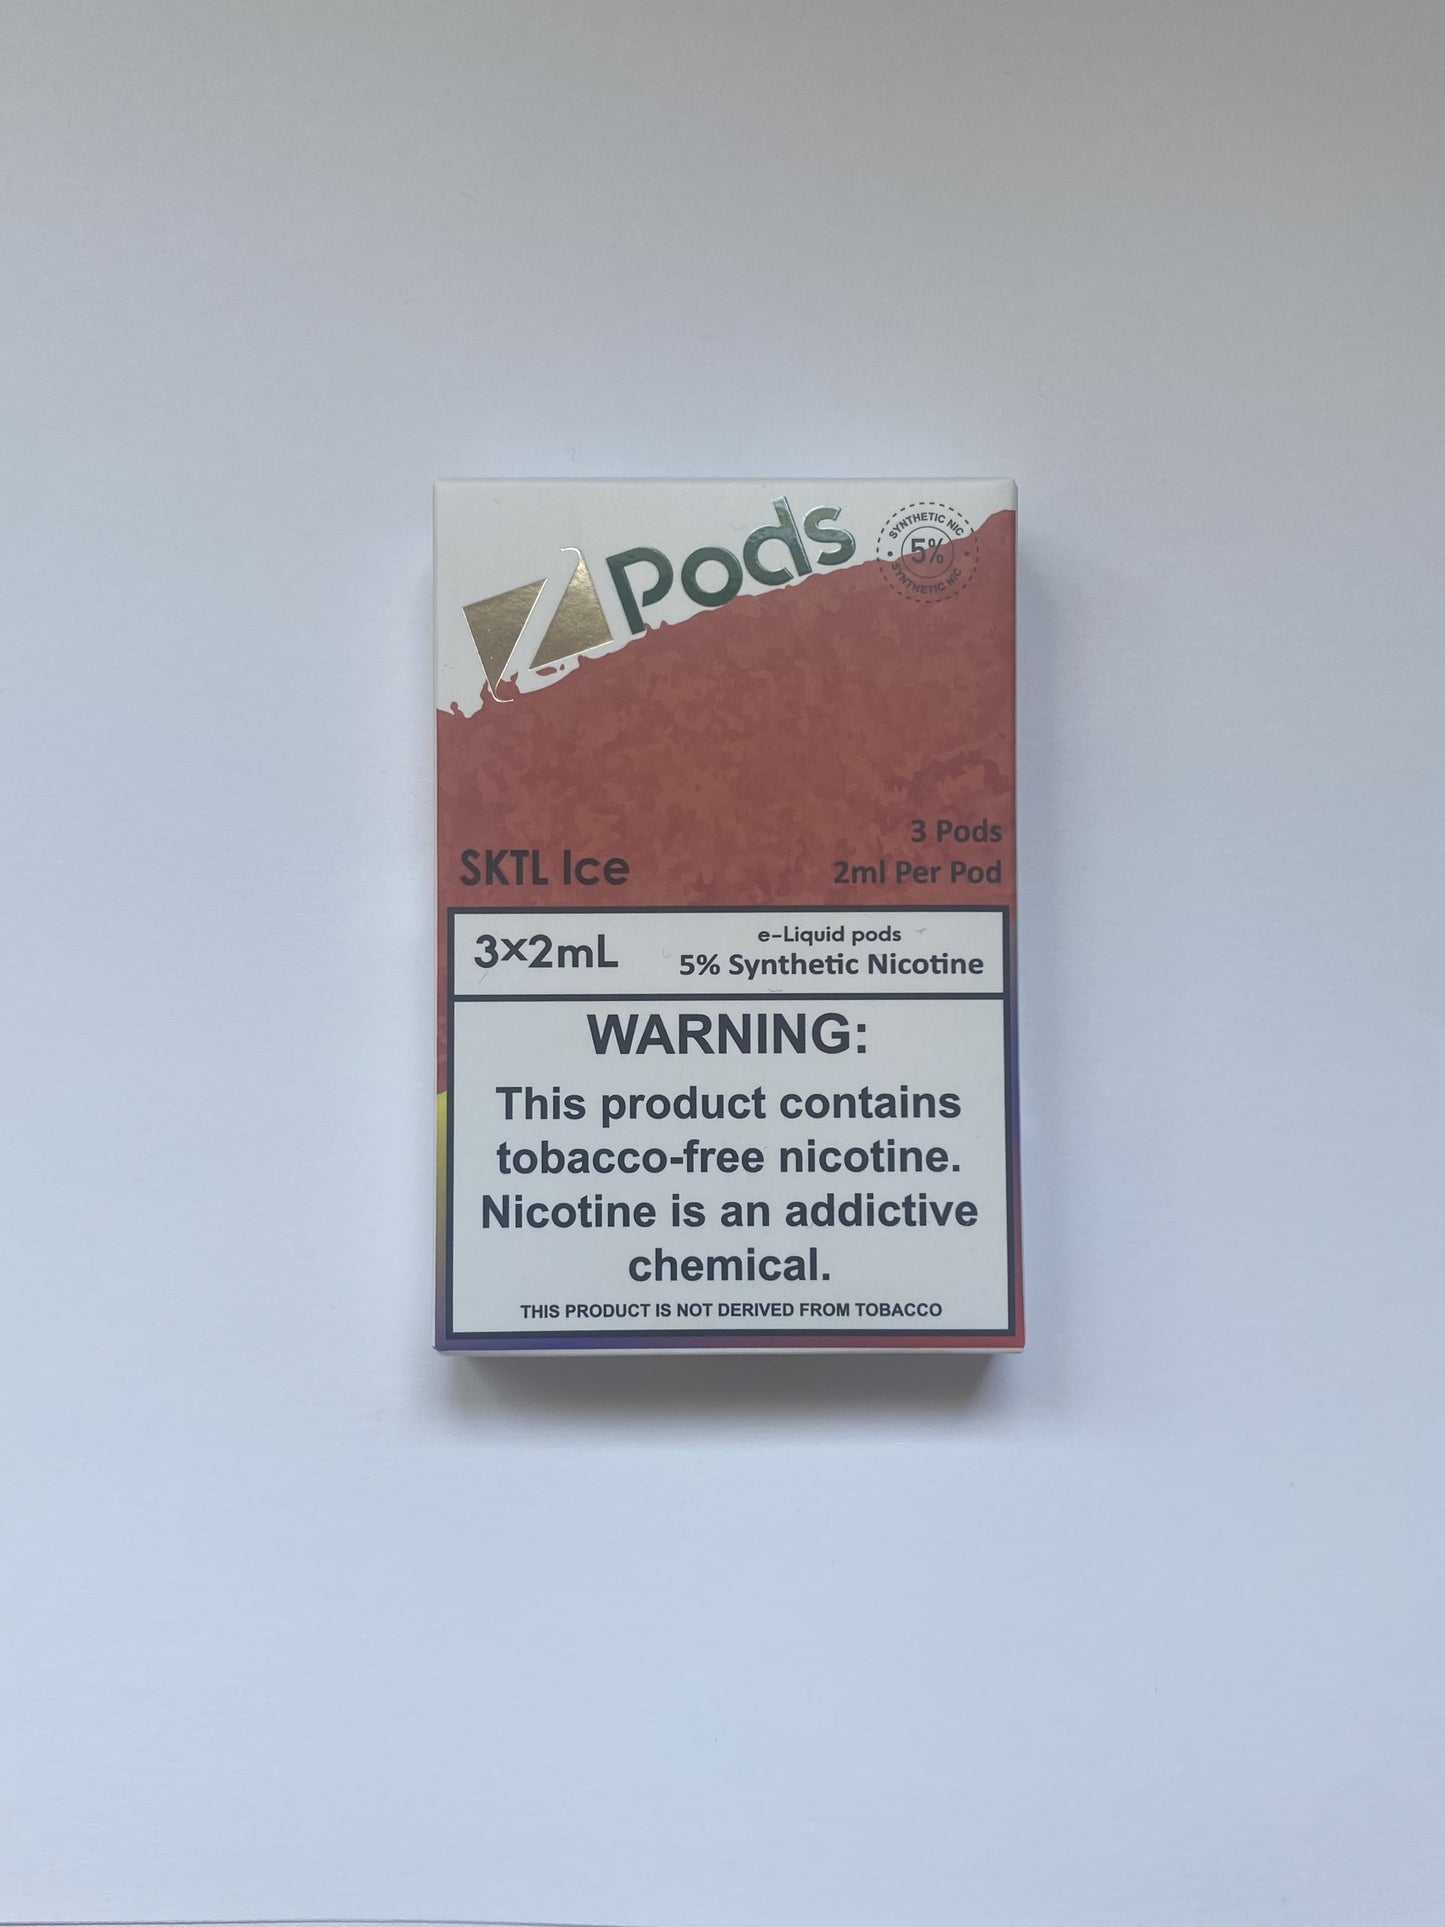 Pods
SYNTHETIC NIC
5%
SYNTHETIC NIC
SKTL Ice
3 Pods
2ml Per Pod
3×2mL
e-Liquid pods
5% Synthetic Nicotine
WARNING:
This product contains
tobacco-free nicotine.
Nicotine is an addictive
chemical.
THIS PRODUCT IS NOT DERIVED FROM TOBACCO